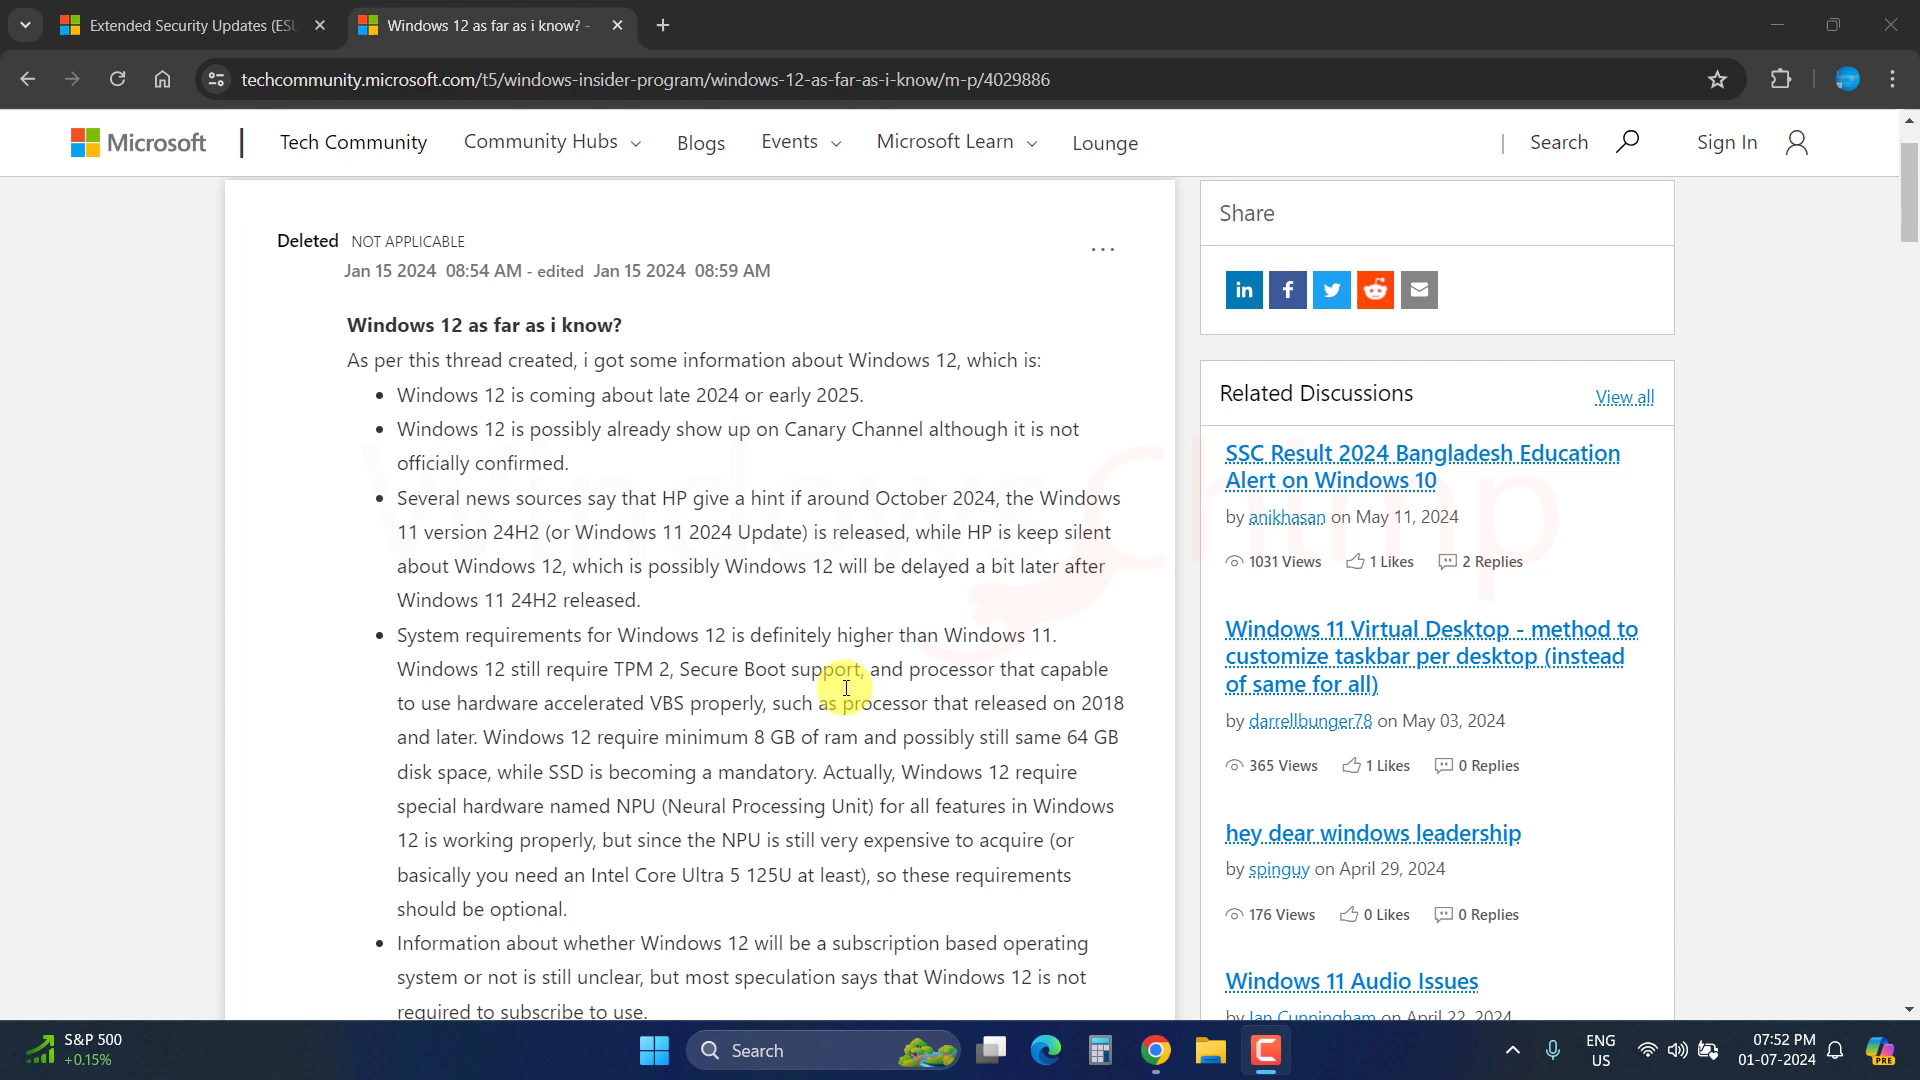 Extended Security Updates (ESU
Windows 12 as far as i know? -
techcommunity.microsoft.com/t5/windows-insider-program/windows-12-as-far-as-i-know/m-p/4029886
Microsoft
Tech Community
Community Hubs
Blogs
Events
Microsoft Learn
Lounge
Search
Sign In
Deleted NOT APPLICABLE
Jan 15 2024 08:54 AM - edited Jan 15 2024 08:59 AM
Windows 12 as far as i know?
As per this thread created, i got some information about Windows 12, which is:
• Windows 12 is coming about late 2024 or early 2025.
• Windows 12 is possibly already show up on Canary Channel although it is not
officially confirmed.
• Several news sources say that HP give a hint if around October 2024, the Windows
11 version 24H2 (or Windows 11 2024 Update) is released, while HP is keep silent
about Windows 12, which is possibly Windows 12 will be delayed a bit later after
Windows 11 24H2 released.
• System requirements for Windows 12 is definitely higher than Windows 11.
Windows 12 still require TPM 2, Secure Boot support, and processor that capable
to use hardware accelerated VBS properly, such as processor that released on 2018
and later. Windows 12 require minimum 8 GB of ram and possibly still same 64 GB
disk space, while SSD is becoming a mandatory. Actually, Windows 12 require
special hardware named NPU (Neural Processing Unit) for all features in Windows
12 is working properly, but since the NPU is still very expensive to acquire (or
basically you need an Intel Core Ultra 5 125U at least), so these requirements
should be optional.
• Information about whether Windows 12 will be a subscription based operating
system or not is still unclear, but most speculation says that Windows 12 is not
required to subscribe to use.
WindowsChimp
Share
in
f
Related Discussions
View all
SSC Result 2024 Bangladesh Education
Alert on Windows 10
by anikhasan on May 11, 2024
1031 Views 1 Likes 2 Replies
Windows 11 Virtual Desktop - method to
customize taskbar per desktop (instead
of same for all)
by darrellbunger78 on May 03, 2024
365 Views 1 Likes 0 Replies
hey dear windows leadership
by spinguy on April 29, 2024
176 Views 0 Likes 0 Replies
Windows 11 Audio Issues
by Ian Cunningham on April 22, 2024
S&P 500
+0.15%
Search
ENG
US
07:52 PM
01-07-2024
PRE